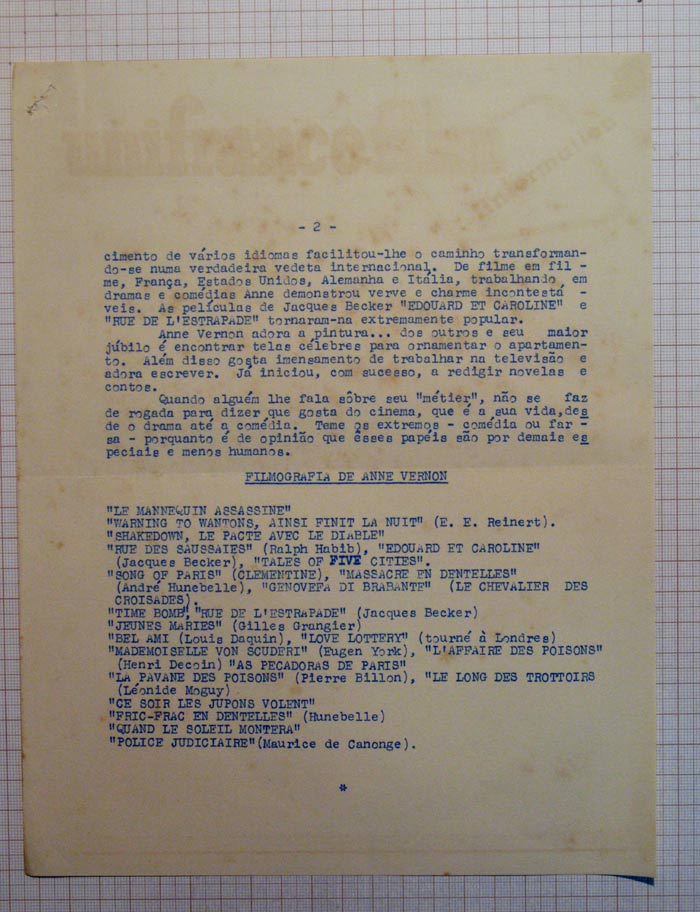 - 2 -
cimento de vários idiomas facilitou-lhe o caminho transforman-
do-se numa verdadeira vedeta internacional. De filme em fil -
me, França, Estados Unidos, Alemanha e Itália, trabalhando em
dramas e comédias Anne demonstrou verve e charme incontestá -
veis. As películas de Jacques Becker "EDOUARD ET CAROLINE" e
"RUE DE L'ESTRAPADE" tornaram-na extremamente popular.
Anne Vernon adora a pintura... dos outros e seu maior
júbilo é encontrar telas célebres para ornamentar o apartamen-
to. Além disso gosta imensamento de trabalhar na televisão e
adora escrever. Já iniciou, com sucesso, a redigir novelas e
contos.
Quando alguém lhe fala sôbre seu "métier", não se faz
de rogada para dizer que gosta do cinema, que é a sua vida,des
de o drama até a comédia. Teme os extremos - comédia ou far -
sa - porquanto é de opinião que êsses papéis são por demais es
peciais e menos humanos.
FILMOGRAFIA DE ANNE VERNON
"LE MANNEQUIN ASSASSINE"
"WARNING TO WANTONS, AINSI FINIT LA NUIT" (E. E. Reinert).
"SHAKEDOWN, LE PACTE AVEC LE DIABLE"
"RUE DES SAUSSAIES" (Ralph Habib), "EDOUARD ET CAROLINE"
(Jacques Becker), "TALES OF FIVE CITIES".
"SONG OF PARIS" (CLEMENTINE), "MASSACRE EN DENTELLES"
(André Hunebelle), "GENOVEFA DI BRABANTE" (LE CHEVALIER DES
CROISADES).
"TIME BOMB","RUE DE L'ESTRAPADE" (Jacques Becker)
"JEUNES MARIES" (Gilles Grangier)
"BEL AMI (Louis Daquin), "LOVE LOTTERY" (tourné à Londres)
"MADEMOISELLE VON SCUDERI" (Eugen York), "L'AFFAIRE DES POISONS"
(Henri Decoin) "AS PECADORAS DE PARIS"
"LA PAVANE DES POISONS" (Pierre Billon), "LE LONG DES TROTTOIRS
(Léonide Moguy)
"CE SOIR LES JUPONS VOLENT"
"FRIC-FRAC EN DENTELLES" (Hunebelle)
"QUAND LE SOLEIL MONTERA"
"POLICE JUDICIAIRE"(Maurice de Canonge).
*